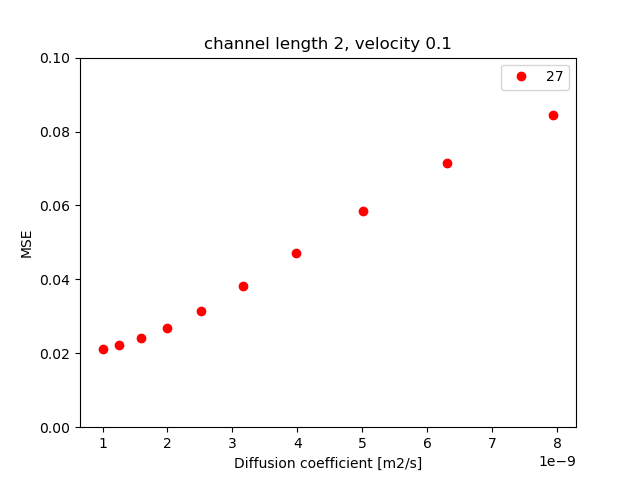 channel length 2, velocity 0.1
27
MSE
0.10
0.08
0.06
0.04
0.02
0.00
1 2 3 4 5 6 7 8
1e−9
Diffusion coefficient [m2/s]